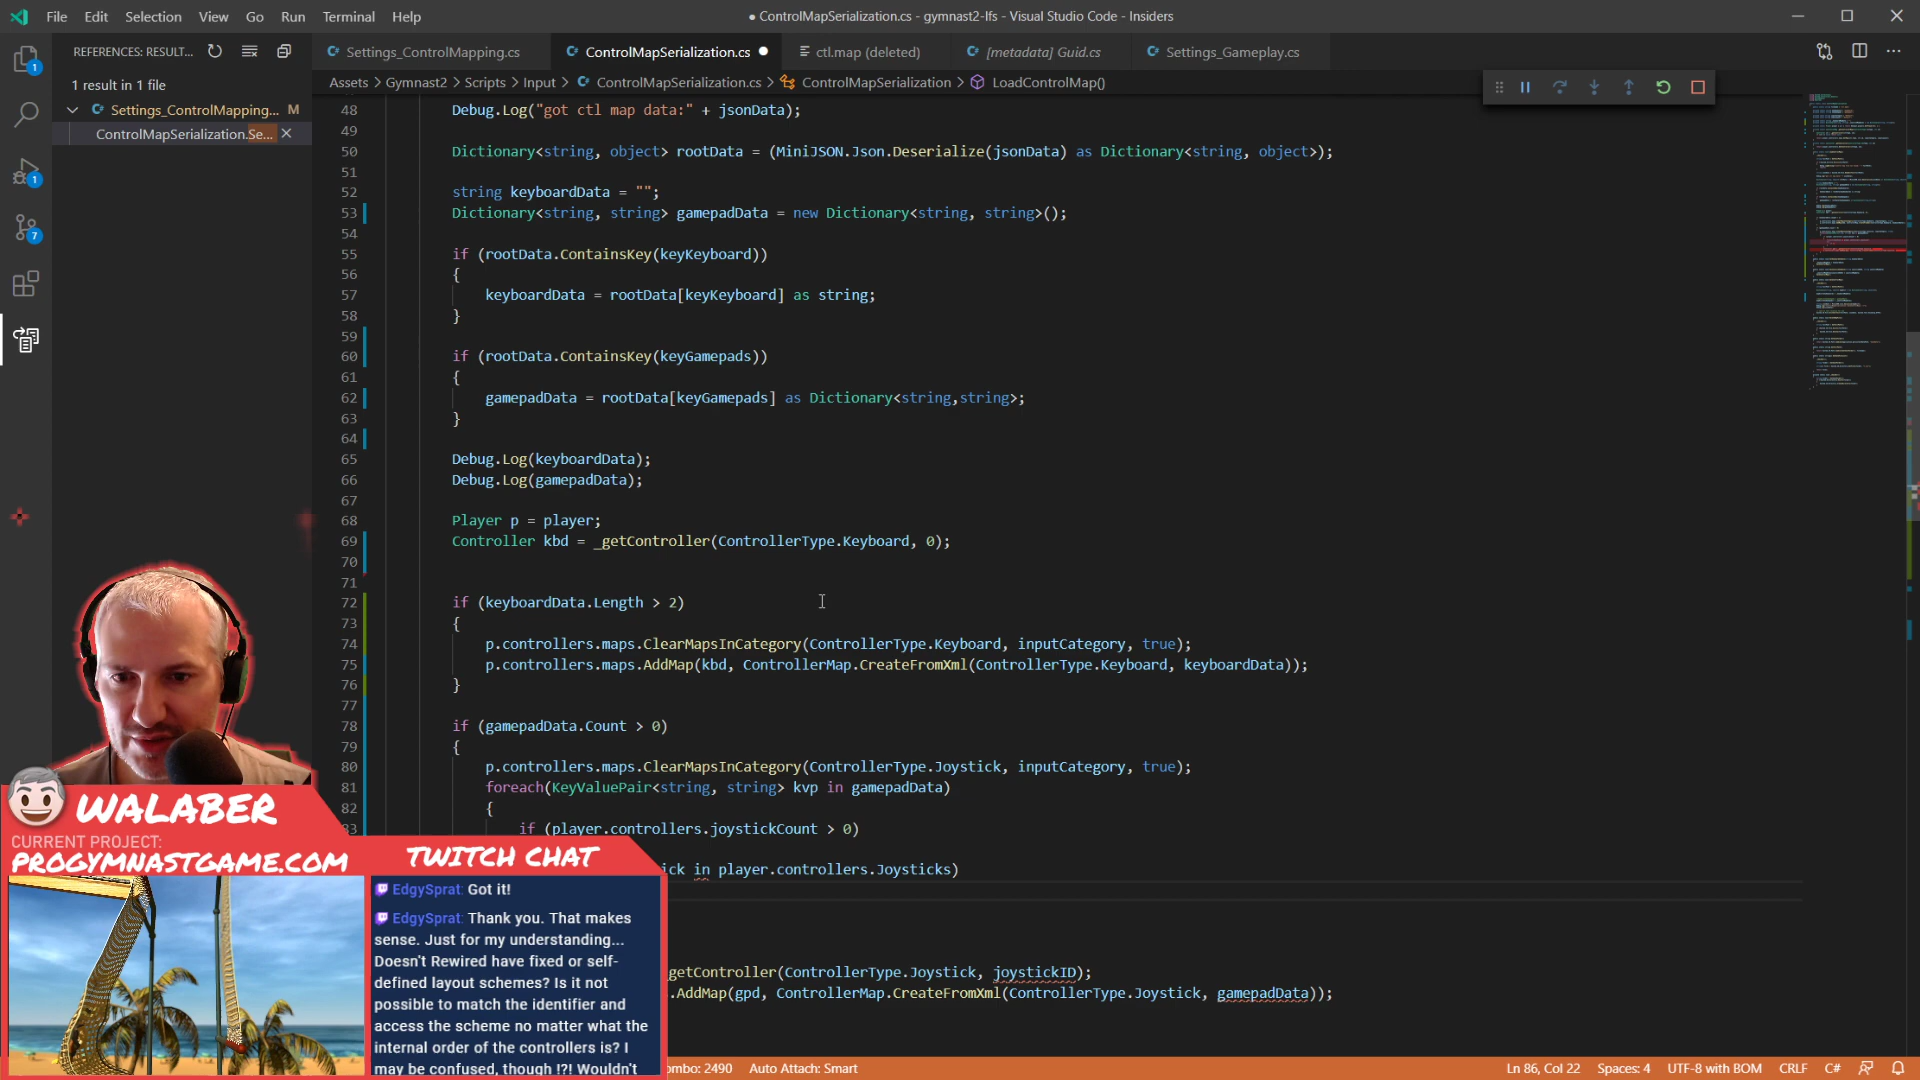 File Edit Selection View Go Run Terminal Help
● ControlMapSerialization.cs - gymnast2-lfs - Visual Studio Code - Insiders
REFERENCES: RESULT...
Settings_ControlMapping.cs
ControlMapSerialization.cs
ctl.map (deleted)
[metadata] Guid.cs
Settings_Gameplay.cs
1 result in 1 file
Settings_ControlMapping... M
ControlMapSerialization.Se...
Assets > Gymnast2 > Scripts > Input > ControlMapSerialization.cs > ControlMapSerialization > LoadControlMap()
48 Debug.Log("got ctl map data:" + jsonData);
49
50 Dictionary<string, object> rootData = (MiniJSON.Json.Deserialize(jsonData) as Dictionary<string, object>);
51
52 string keyboardData = "";
53 Dictionary<string, string> gamepadData = new Dictionary<string, string>();
54
55 if (rootData.ContainsKey(keyKeyboard))
56 {
57 keyboardData = rootData[keyKeyboard] as string;
58 }
59
60 if (rootData.ContainsKey(keyGamepads))
61 {
62 gamepadData = rootData[keyGamepads] as Dictionary<string,string>;
63 }
64
65 Debug.Log(keyboardData);
66 Debug.Log(gamepadData);
67
68 Player p = player;
69 Controller kbd = _getController(ControllerType.Keyboard, 0);
70
71
72 if (keyboardData.Length > 2)
73 {
74 p.controllers.maps.ClearMapsInCategory(ControllerType.Keyboard, inputCategory, true);
75 p.controllers.maps.AddMap(kbd, ControllerMap.CreateFromXml(ControllerType.Keyboard, keyboardData));
76 }
77
78 if (gamepadData.Count > 0)
79 {
80 p.controllers.maps.ClearMapsInCategory(ControllerType.Joystick, inputCategory, true);
81 foreach(KeyValuePair<string, string> kvp in gamepadData)
82 {
83 if (player.controllers.joystickCount > 0)
ick in player.controllers.Joysticks)
getController(ControllerType.Joystick, joystickID);
.AddMap(gpd, ControllerMap.CreateFromXml(ControllerType.Joystick, gamepadData));
WALABER
CURRENT PROJECT:
PROGYMNASTGAME.COM
TWITCH CHAT
EdgySprat: Got it!
EdgySprat: Thank you. That makes
sense. Just for my understanding...
Doesn't Rewired have fixed or self-
defined layout schemes? Is it not
possible to match the identifier and
access the scheme no matter what the
internal order of the controllers is? I
may be confused, though !?! Wouldn't
ombo: 2490 Auto Attach: Smart
Ln 86, Col 22 Spaces: 4 UTF-8 with BOM CRLF C#
1
1
7